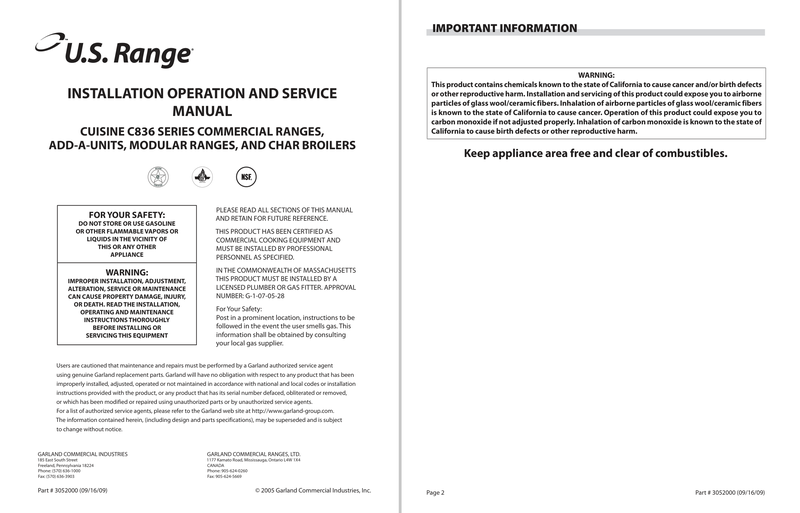 U.S. Range
INSTALLATION OPERATION AND SERVICE
MANUAL
CUISINE C836 SERIES COMMERCIAL RANGES,
ADD-A-UNITS, MODULAR RANGES, AND CHAR BROILERS
NSF.
FOR YOUR SAFETY:
DO NOT STORE OR USE GASOLINE
OR OTHER FLAMMABLE VAPORS OR
LIQUIDS IN THE VICINITY OF
THIS OR ANY OTHER
APPLIANCE
WARNING:
IMPROPER INSTALLATION, ADJUSTMENT,
ALTERATION, SERVICE OR MAINTENANCE
CAN CAUSE PROPERTY DAMAGE, INJURY,
OR DEATH. READ THE INSTALLATION,
OPERATING AND MAINTENANCE
INSTRUCTIONS THOROUGHLY
BEFORE INSTALLING OR
SERVICING THIS EQUIPMENT
PLEASE READ ALL SECTIONS OF THIS MANUAL
AND RETAIN FOR FUTURE REFERENCE.
THIS PRODUCT HAS BEEN CERTIFIED AS
COMMERCIAL COOKING EQUIPMENT AND
MUST BE INSTALLED BY PROFESSIONAL
PERSONNEL AS SPECIFIED.
IN THE COMMONWEALTH OF MASSACHUSETTS
THIS PRODUCT MUST BE INSTALLED BY A
LICENSED PLUMBER OR GAS FITTER. APPROVAL
NUMBER: G-1-07-05-28
For Your Safety:
Post in a prominent location, instructions to be
followed in the event the user smells gas. This
information shall be obtained by consulting
your local gas supplier.
Users are cautioned that maintenance and repairs must be performed by a Garland authorized service agent
using genuine Garland replacement parts. Garland will have no obligation with respect to any product that has been
improperly installed, adjusted, operated or not maintained in accordance with national and local codes or installation
instructions provided with the product, or any product that has its serial number defaced, obliterated or removed,
or which has been modified or repaired using unauthorized parts or by unauthorized service agents.
For a list of authorized service agents, please refer to the Garland web site at http://www.garland-group.com.
The information contained herein, (including design and parts specifications), may be superseded and is subject
to change without notice.
GARLAND COMMERCIAL INDUSTRIES
185 East South Street
Freeland, Pennsylvania 18224
Phone: (570) 636-1000
Fax: (570) 636-3903
GARLAND COMMERCIAL RANGES, LTD.
1177 Kamato Road, Mississauga, Ontario L4W 1X4
CANADA
Phone: 905-624-0260
Fax: 905-624-5669
Part # 3052000 (09/16/09)
© 2005 Garland Commercial Industries, Inc.
IMPORTANT INFORMATION
WARNING:
This product contains chemicals known to the state of California to cause cancer and/or birth defects
or other reproductive harm. Installation and servicing of this product could expose you to airborne
particles of glass wool/ceramic fibers. Inhalation of airborne particles of glass wool/ceramic fibers
is known to the state of California to cause cancer. Operation of this product could expose you to
carbon monoxide if not adjusted properly. Inhalation of carbon monoxide is known to the state of
California to cause birth defects or other reproductive harm.
Keep appliance area free and clear of combustibles.
Page 2
Part # 3052000 (09/16/09)